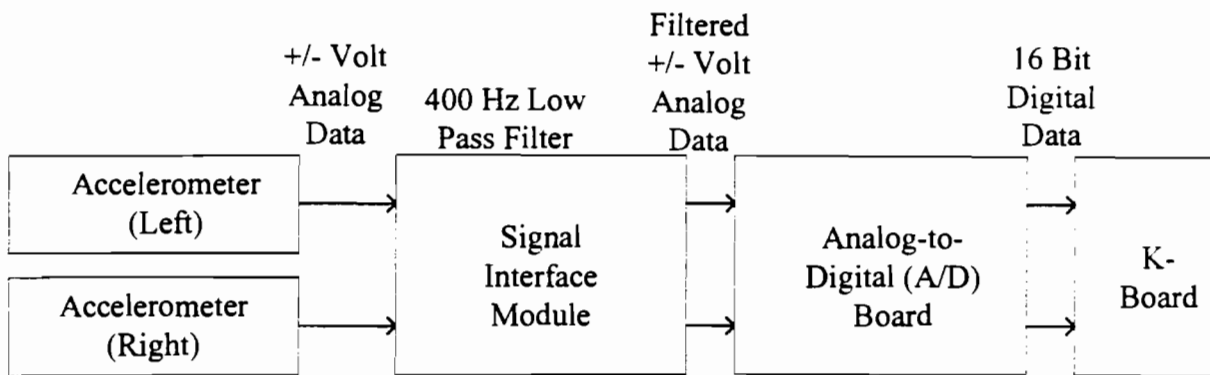 +/- Volt
Analog
Data
400 Hz Low
Pass Filter
Filtered
+/- Volt
Analog
Data
16 Bit
Digital
Data
Accelerometer
(Left)
Accelerometer
(Right)
Signal
Interface
Module
Analog-to-
Digital (A/D)
Board
K-
Board